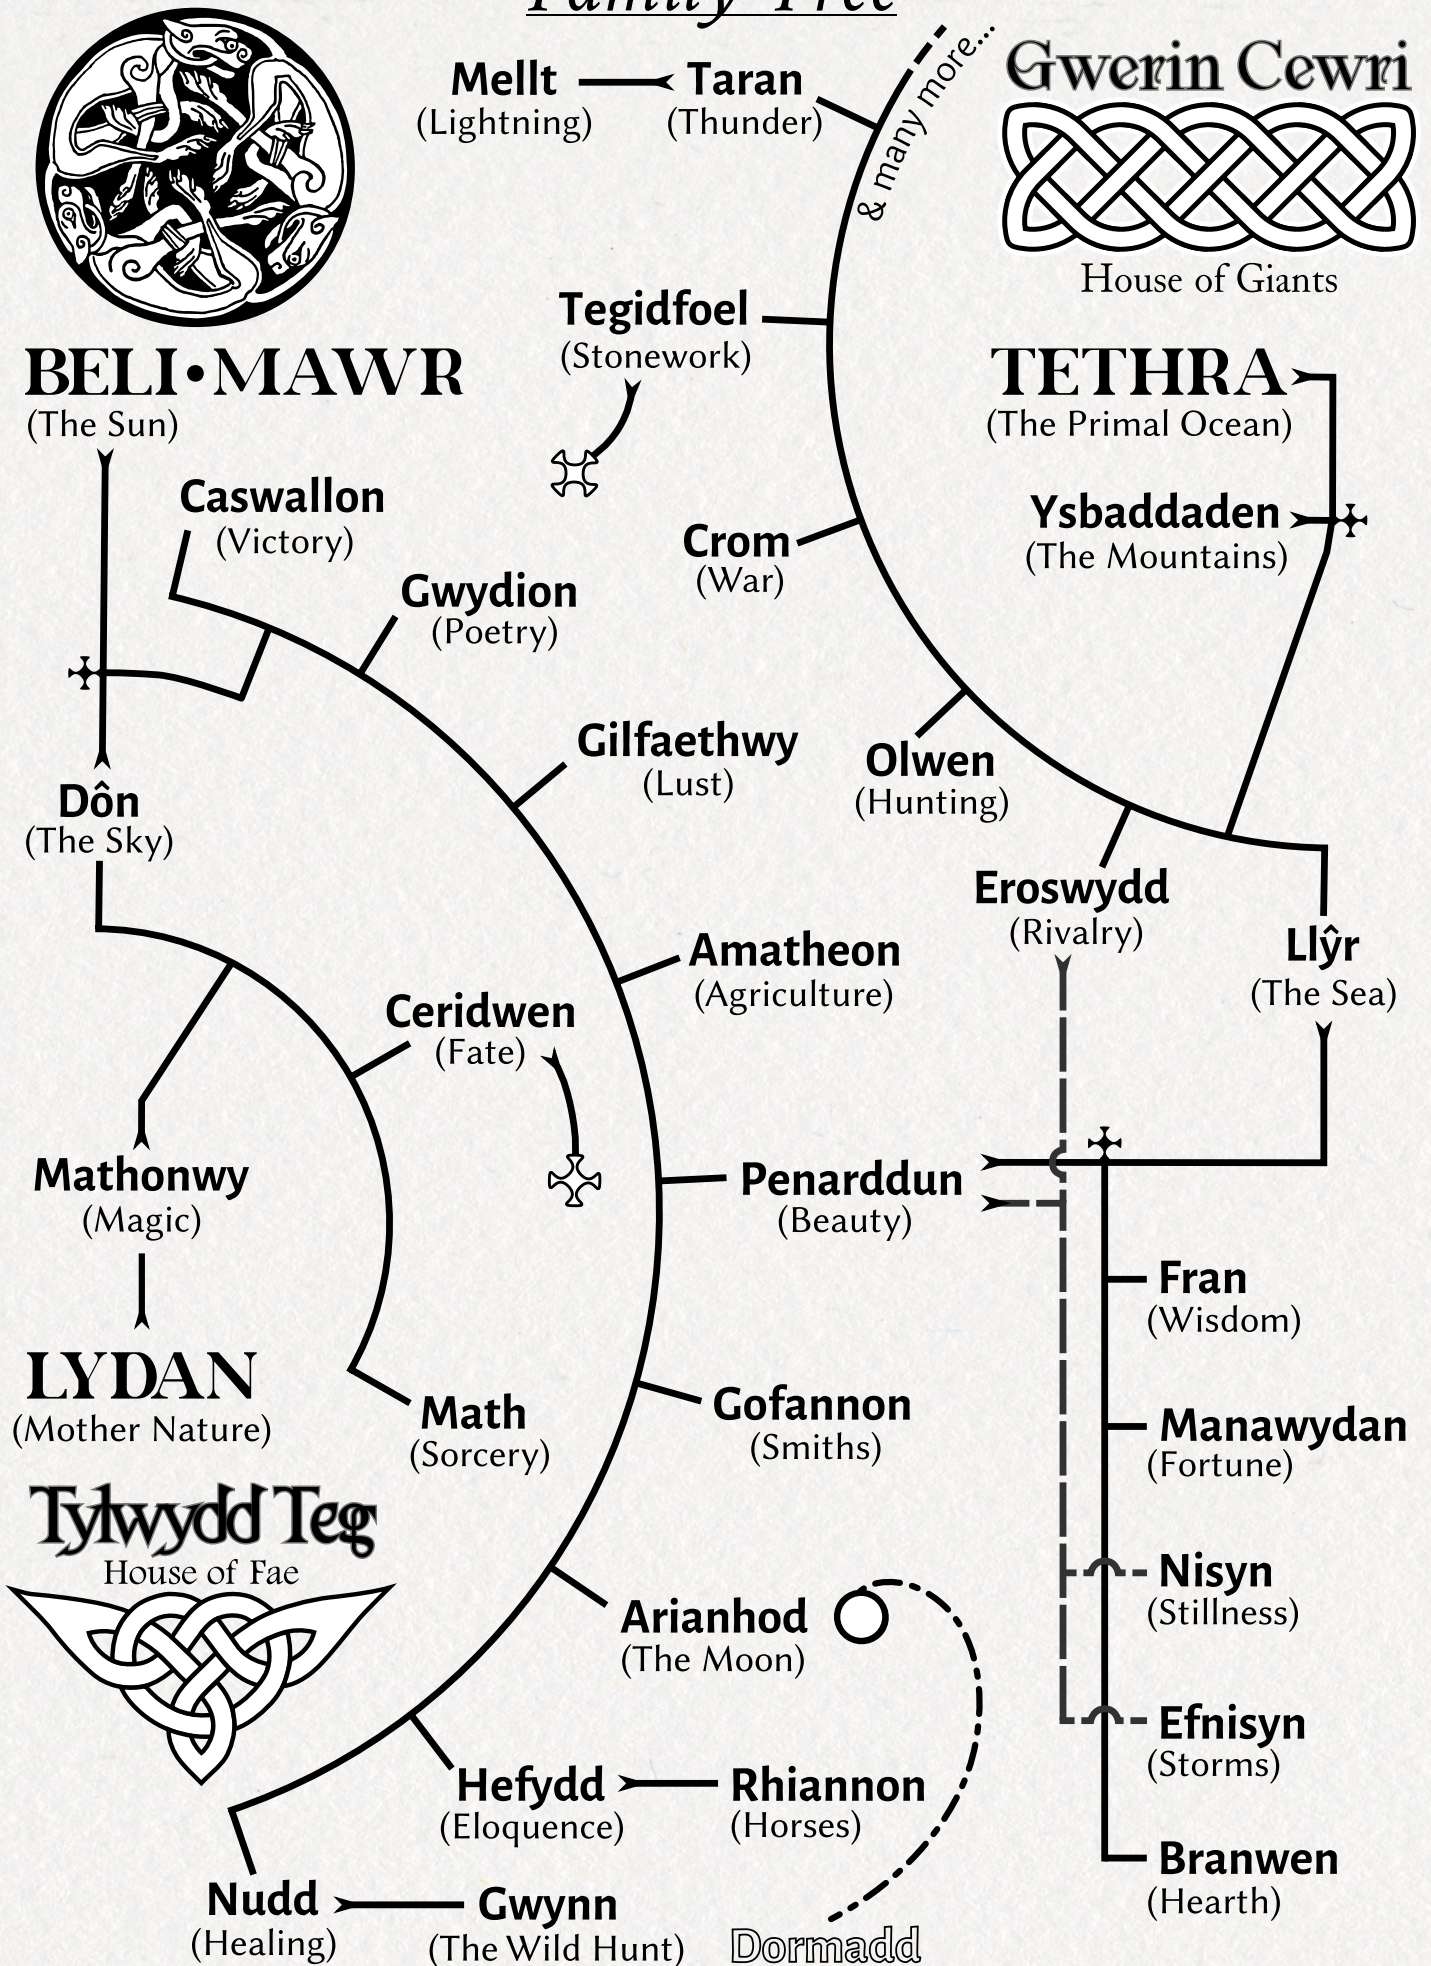 Family Tree
Mellt
(Lightning)
Taran
(Thunder)
& many more...
Gwerin Cewri
House of Giants
Tegidfoel
(Stonework)
BELI•MAWR
(The Sun)
TETHRA
(The Primal Ocean)
Caswallon
(Victory)
Ysbaddaden
(The Mountains)
Crom
(War)
Gwydion
(Poetry)
Gilfaethwy
(Lust)
Olwen
(Hunting)
Dôn
(The Sky)
Eroswydd
(Rivalry)
Llŷr
(The Sea)
Amatheon
(Agriculture)
Ceridwen
(Fate)
Mathonwy
(Magic)
Penarddun
(Beauty)
Fran
(Wisdom)
LYDAN
(Mother Nature)
Math
(Sorcery)
Gofannon
(Smiths)
Manawydan
(Fortune)
Tylwydd Teg
House of Fae
Nisyn
(Stillness)
Arianhod
(The Moon)
Efnisyn
(Storms)
Hefydd
(Eloquence)
Rhiannon
(Horses)
Branwen
(Hearth)
Nudd
(Healing)
Gwynn
(The Wild Hunt)
Dormadd